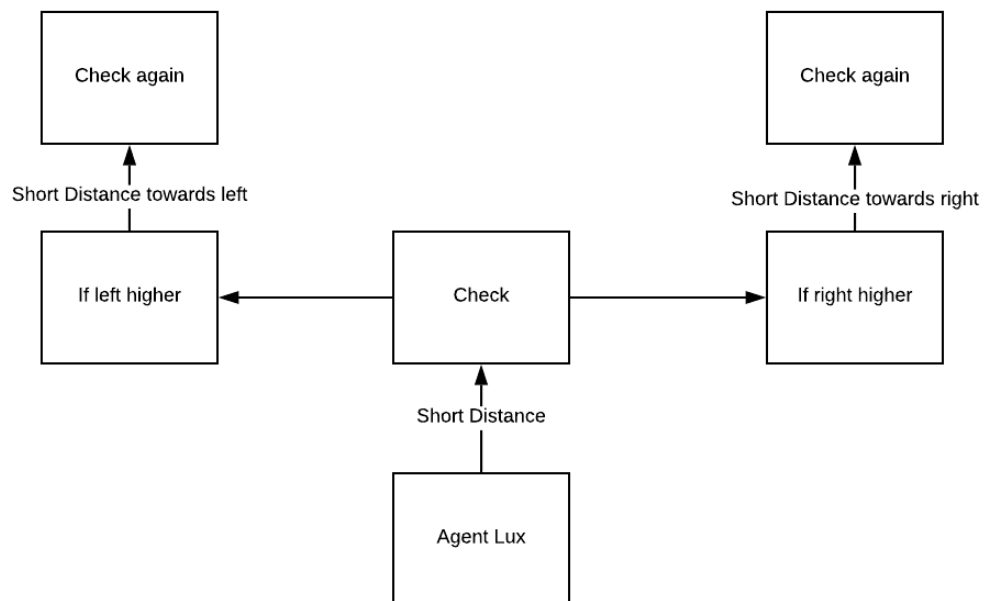 Check again
Check again
Short Distance towards left
Short Distance towards right
If left higher
Check
If right higher
Short Distance
Agent Lux